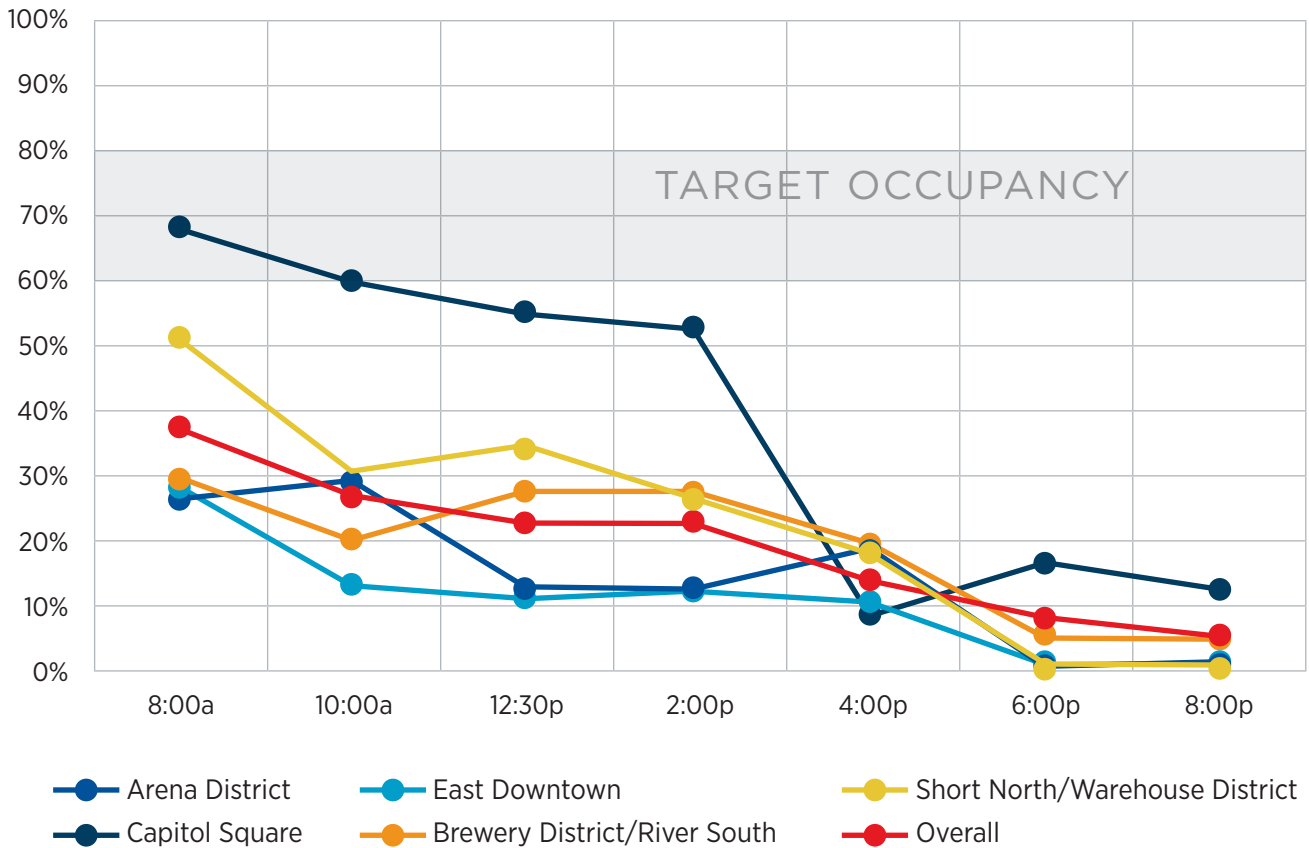 100%
90%
80%
TARGET OCCUPANCY
70%
60%
50%
40%
30%
20%
10%
0%
8:00a 10:00a 12:30p 2:00p 4:00p 6:00p 8:00p
Arena District East Downtown Short North/Warehouse District
Capitol Square Brewery District/River South Overall